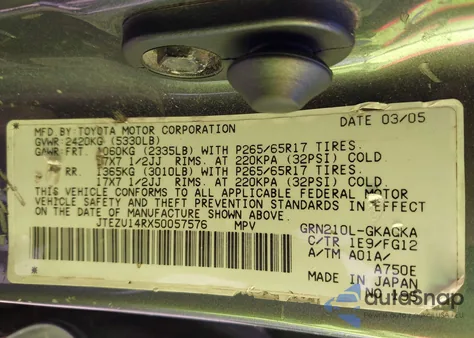 MFD BY TOYOTA MOTOR CORPORATION DATE 03/05
GVWR 2420KG (5330LB)
GAWR FRT. 1060KG (2335LB) WITH P265/65R17 TIRES.
17X7 1/2JJ RIMS. AT 220KPA (32PSI) COLD.
RR. 1365KG (3010LB) WITH P265/65R17 TIRES.
17X7 1/2JJ RIMS. AT 220KPA (32PSI) COLD.
THIS VEHICLE CONFORMS TO ALL APPLICABLE FEDERAL MOTOR
VEHICLE SAFETY AND THEFT PREVENTION STANDARDS IN EFFECT ON
THE DATE OF MANUFACTURE SHOWN ABOVE.
JTEZU14RX50057576 MPV GRN210L-GKAGKA
C/TR 1E9/FG12
A/TM A01A/
A750E
MADE IN JAPAN
autosnap